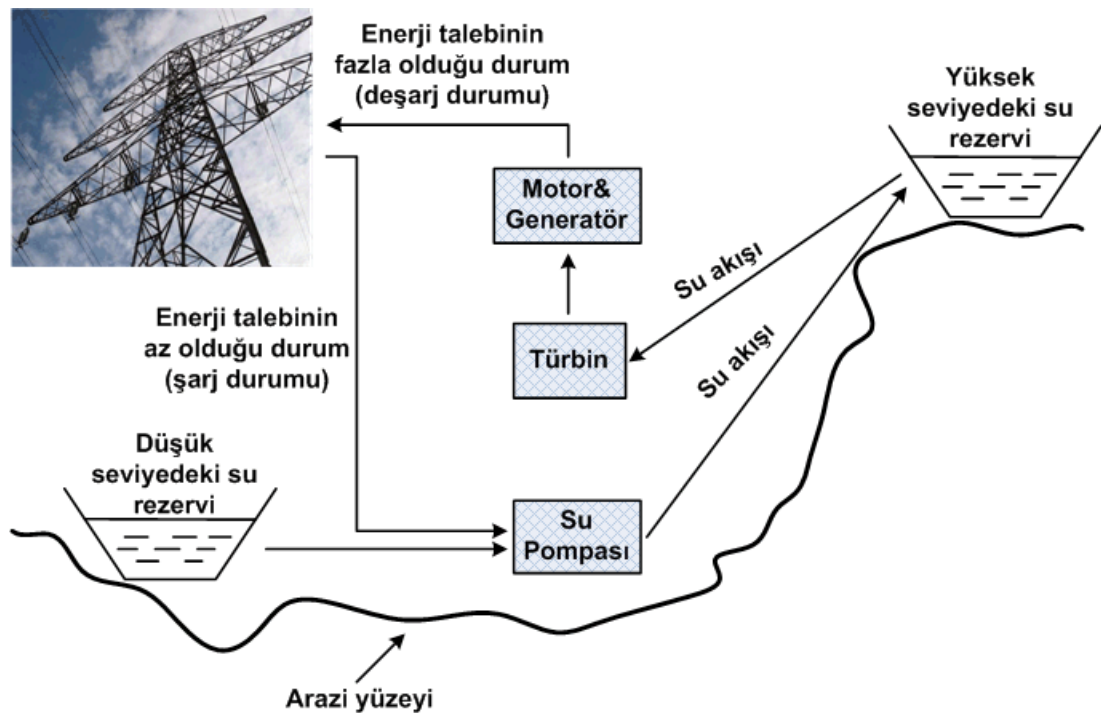 Enerji talebinin
fazla olduğu durum
(deşarj durumu)
Yüksek
seviyedeki su
rezervi
Motor&
Generatör
Su akışı
Enerji talebinin
az olduğu durum
(şarj durumu)
Türbin
Su akışı
Düşük
seviyedeki su
rezervi
Su
Pompası
Arazi yüzeyi